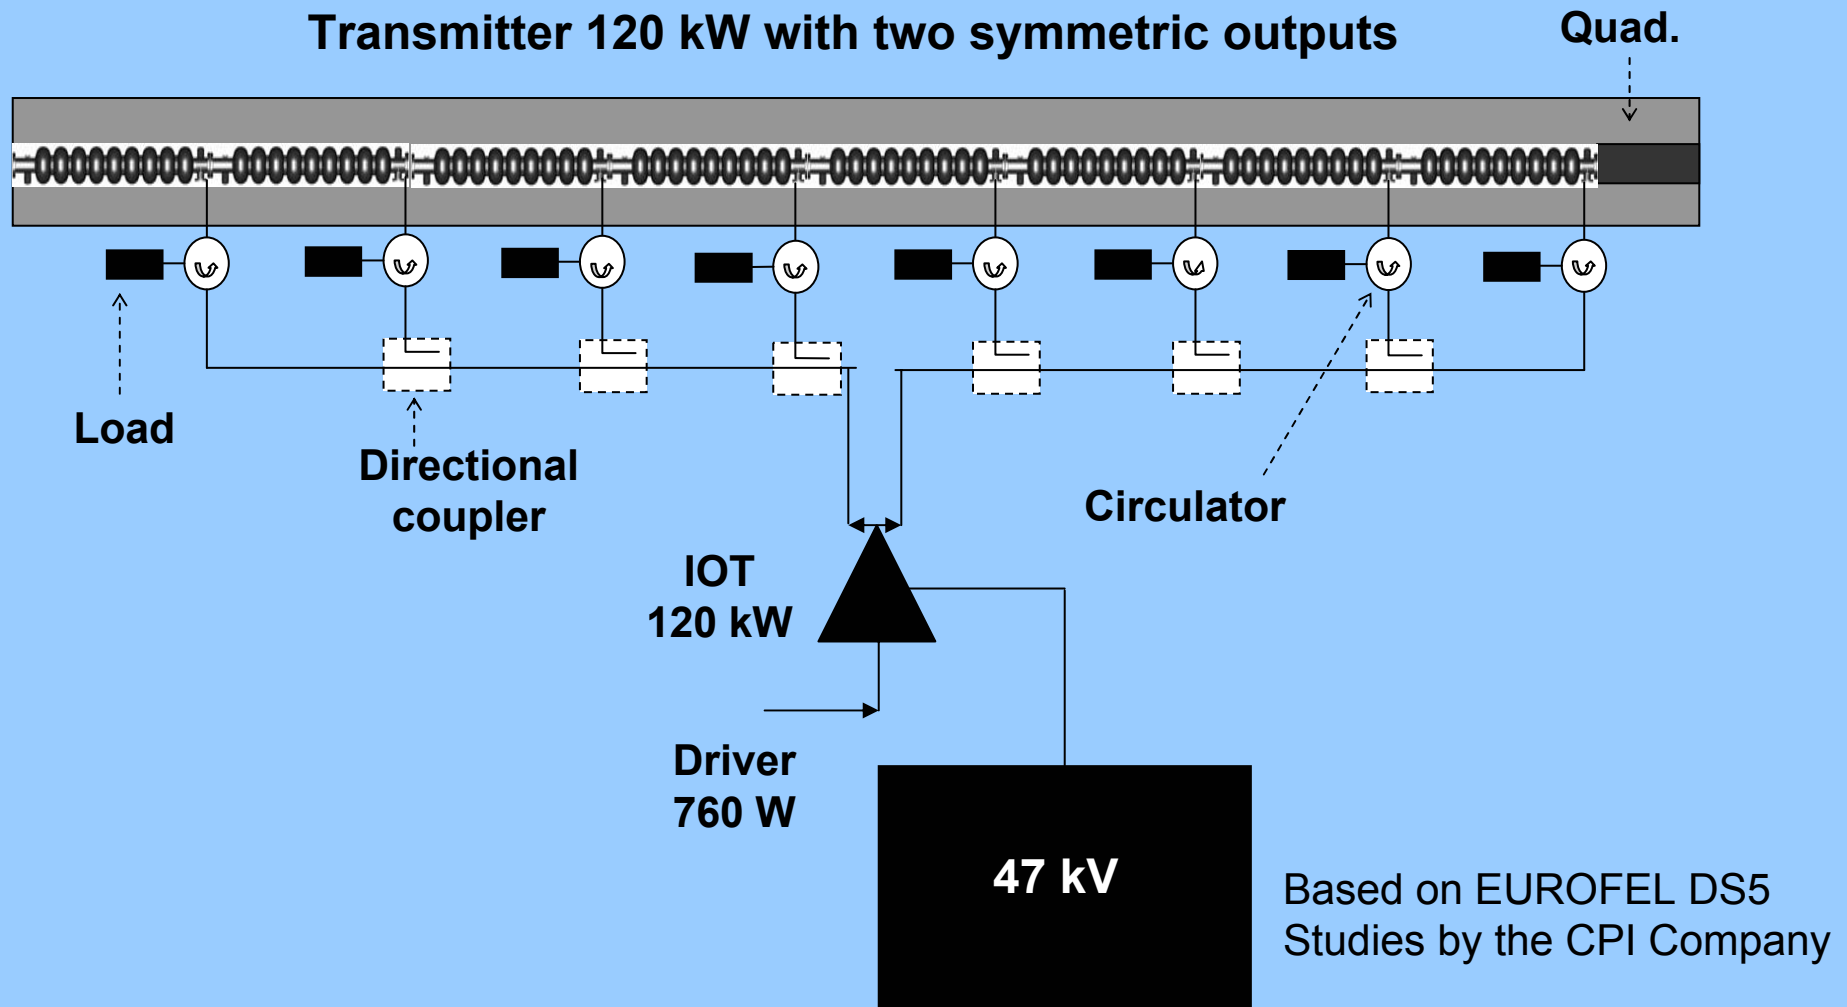 Transmitter 120 kW with two symmetric outputs
Quad.
Load
Directional
coupler
Circulator
IOT
120 kW
Driver
760 W
47 kV
Based on EUROFEL DS5
Studies by the CPI Company